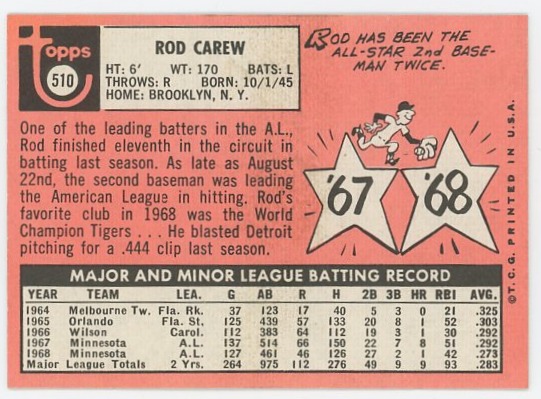 topps
510
ROD CAREW
HT: 6' WT: 170 BATS: L
THROWS: R BORN: 10/1/45
HOME: BROOKLYN, N. Y.
ROD HAS BEEN THE
ALL-STAR 2nd BASE-
MAN TWICE.
One of the leading batters in the A.L.,
Rod finished eleventh in the circuit in
batting last season. As late as August
22nd, the second baseman was leading
the American League in hitting. Rod's
favorite club in 1968 was the World
Champion Tigers . . . He blasted Detroit
pitching for a .444 clip last season.
'67 '68
©T.C.G. PRINTED IN U.S.A.
MAJOR AND MINOR LEAGUE BATTING RECORD
YEAR TEAM LEA. G AB R H 2B 3B HR RBI AVG.
1964 Melbourne Tw. Fla. Rk. 37 123 17 40 5 3 0 21 .325
1965 Orlando Fla. St. 125 439 57 133 20 8 1 52 .303
1966 Wilson Carol. 112 383 64 112 19 3 1 30 .292
1967 Minnesota A.L. 137 514 66 150 22 7 8 51 .292
1968 Minnesota A.L. 127 461 46 126 27 2 1 42 .273
Major League Totals 2 Yrs. 264 975 112 276 49 9 9 93 .283